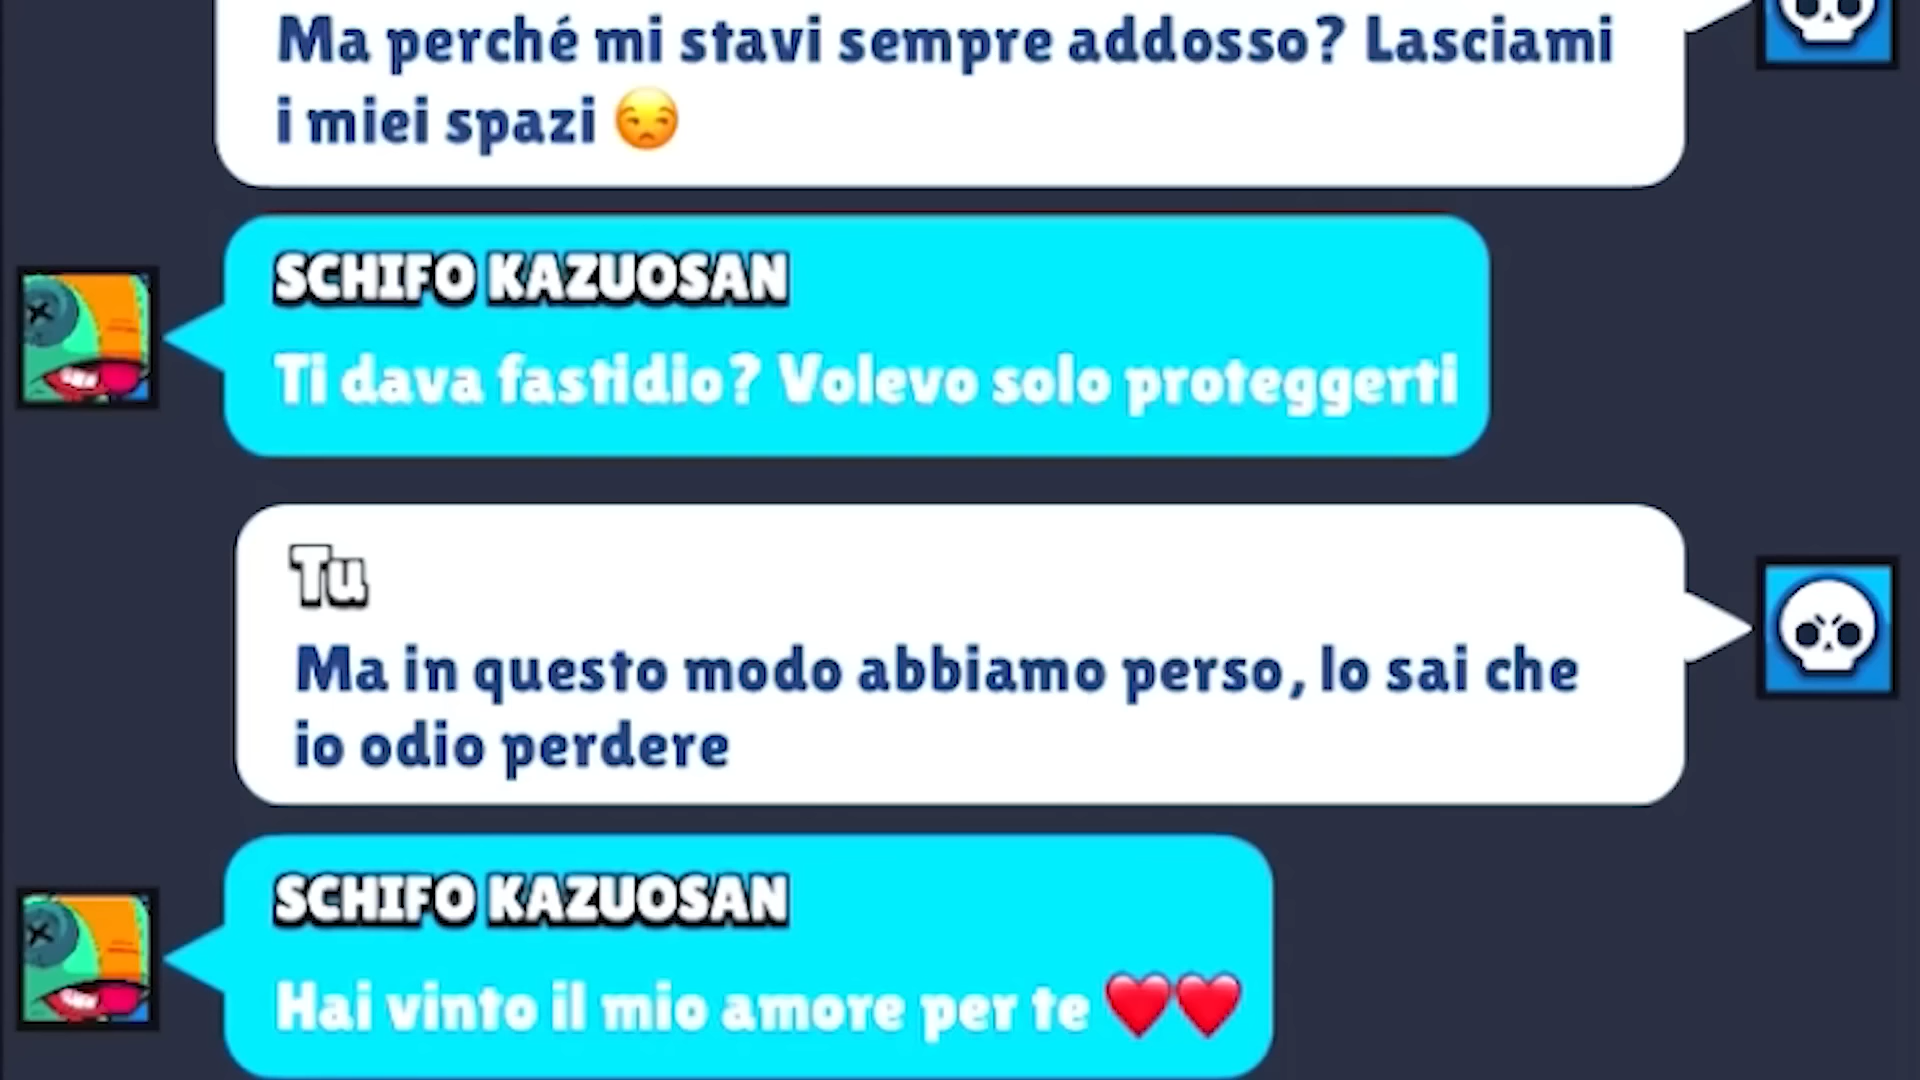 Ma perché mi stavi sempre addosso? Lasciami
i miei spazi 😒
SCHIFO KAZUOSAN
Ti dava fastidio? Volevo solo proteggerti
Tu
Ma in questo modo abbiamo perso, lo sai che
io odio perdere
SCHIFO KAZUOSAN
Hai vinto il mio amore per te ❤️❤️